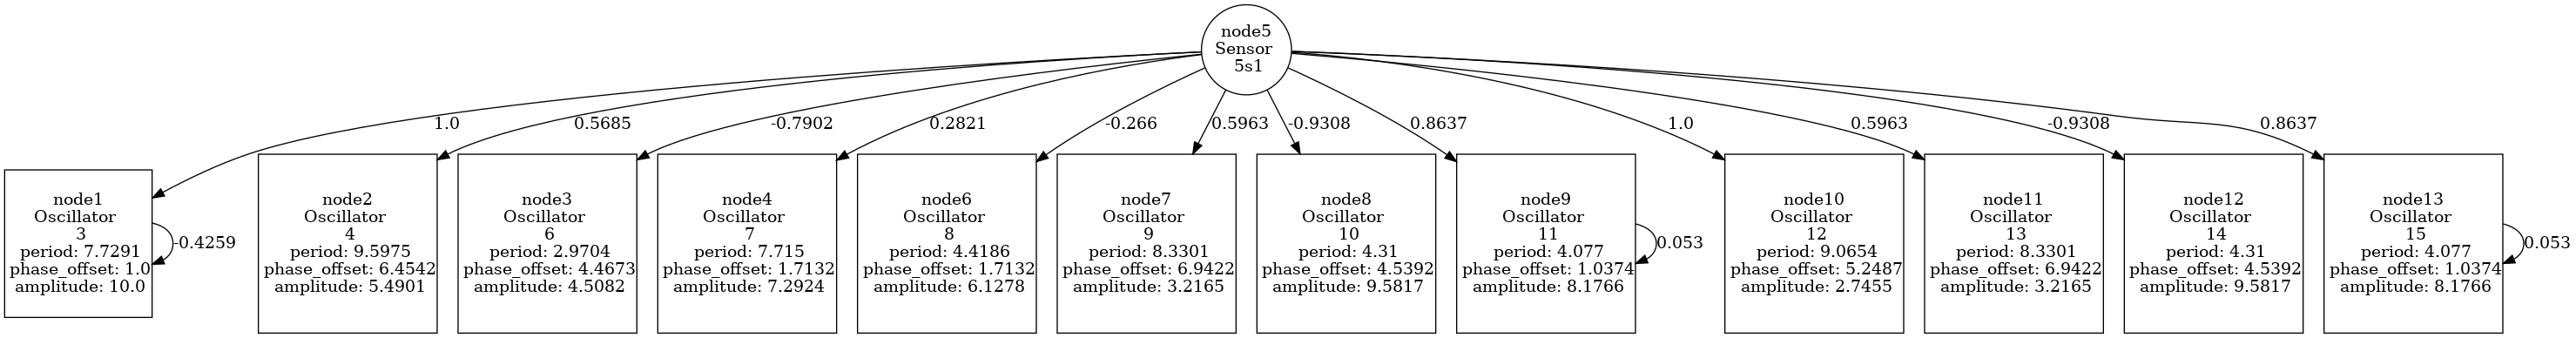 node5
Sensor
5s1
1.0
0.5685
-0.7902
0.2821
-0.266
0.5963
-0.9308
0.8637
1.0
0.5963
-0.9308
0.8637
node1
Oscillator
3
period: 7.7291
phase_offset: 1.0
amplitude: 10.0
-0.4259
node2
Oscillator
4
period: 9.5975
phase_offset: 6.4542
amplitude: 5.4901
node3
Oscillator
6
period: 2.9704
phase_offset: 4.4673
amplitude: 4.5082
node4
Oscillator
7
period: 7.715
phase_offset: 1.7132
amplitude: 7.2924
node6
Oscillator
8
period: 4.4186
phase_offset: 1.7132
amplitude: 6.1278
node7
Oscillator
9
period: 8.3301
phase_offset: 6.9422
amplitude: 3.2165
node8
Oscillator
10
period: 4.31
phase_offset: 4.5392
amplitude: 9.5817
node9
Oscillator
11
period: 4.077
phase_offset: 1.0374
amplitude: 8.1766
0.053
node10
Oscillator
12
period: 9.0654
phase_offset: 5.2487
amplitude: 2.7455
node11
Oscillator
13
period: 8.3301
phase_offset: 6.9422
amplitude: 3.2165
node12
Oscillator
14
period: 4.31
phase_offset: 4.5392
amplitude: 9.5817
node13
Oscillator
15
period: 4.077
phase_offset: 1.0374
amplitude: 8.1766
0.053